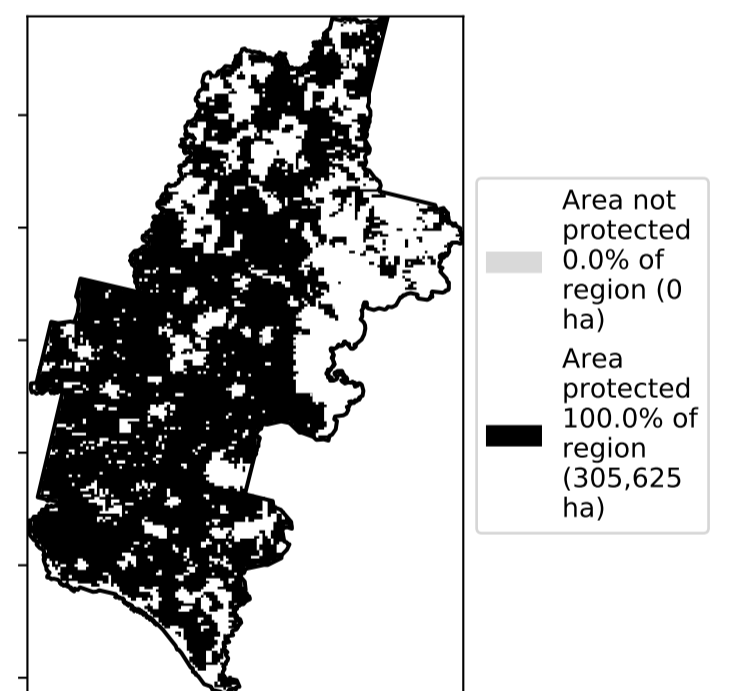 Area not
protected
0.0% of
region (0
ha)
Area
protected
100.0% of
region
(305,625
ha)